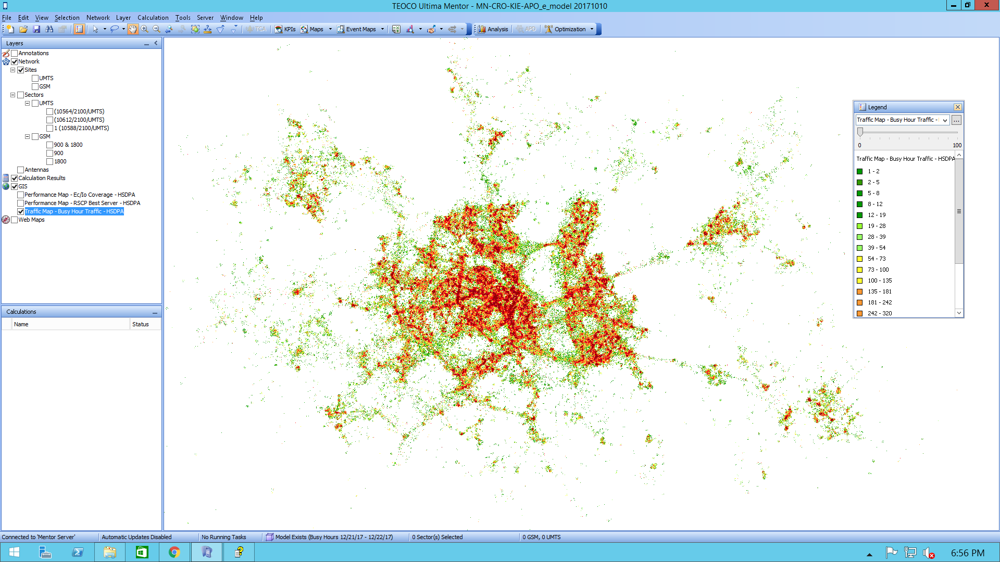 TEOCO Ultima Mentor - MN-CRO-KIE-APO_e_model 20171010
File Edit View Selection Network Layer Calculation Tools Server Window Help
TCA KPIs Maps Event Maps Analysis APD Optimization
Layers
Annotations
Network
Sites
UMTS
GSM
Sectors
UMTS
(10564/2100/UMTS)
(10612/2100/UMTS)
1 (10588/2100/UMTS)
GSM
900 & 1800
900
1800
Antennas
Calculation Results
GIS
Performance Map - Ec/Io Coverage - HSDPA
Performance Map - RSCP Best Server - HSDPA
Traffic Map - Busy Hour Traffic - HSDPA
Web Maps
Calculations
Name Status
Legend
Traffic Map - Busy Hour Traffic -
...
0 100
Traffic Map - Busy Hour Traffic - HSDPA
1 - 2
2 - 5
5 - 8
8 - 12
12 - 19
19 - 28
28 - 39
39 - 54
54 - 73
73 - 100
100 - 135
135 - 181
181 - 242
242 - 320
Connected to 'Mentor Server' Automatic Updates Disabled No Running Tasks Model Exists (Busy Hours 12/21/17 - 12/22/17) 0 Sector(s) Selected 0 GSM, 0 UMTS
6:56 PM